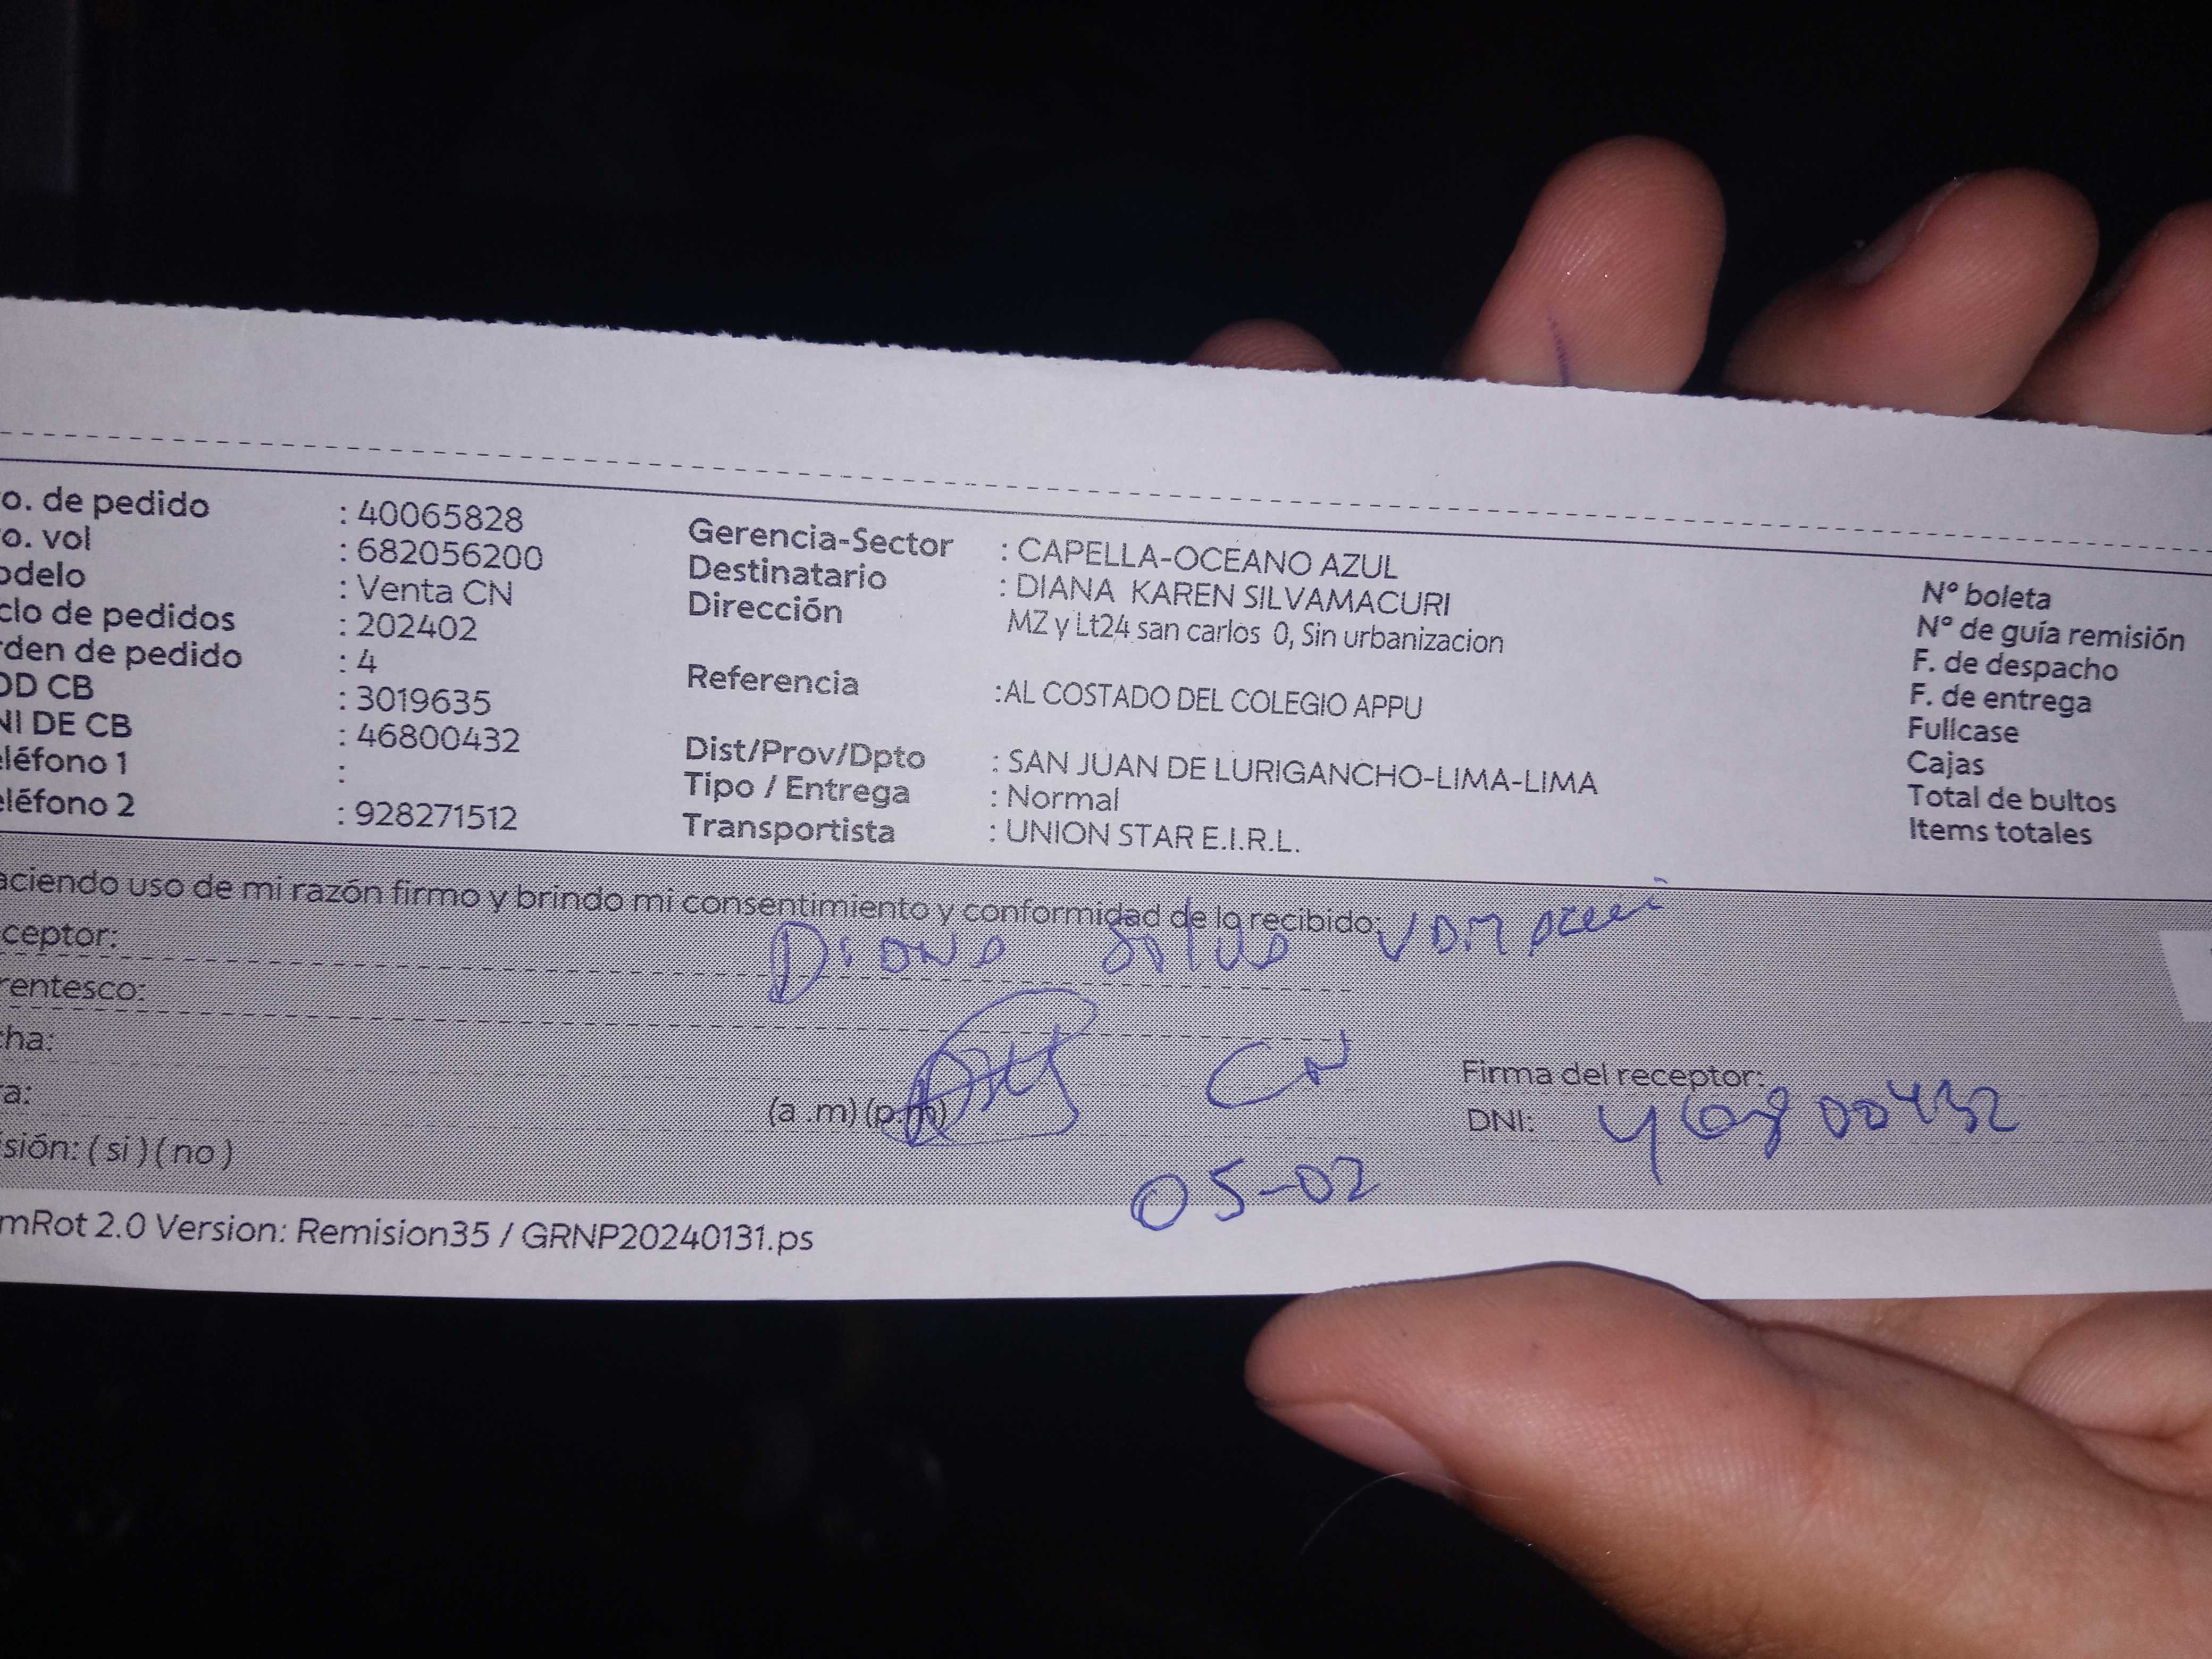 o. de pedido : 40065828
o. vol : 682056200
odelo : Venta CN
clo de pedidos : 202402
rden de pedido : 4
OD CB : 3019635
NI DE CB : 46800432
eléfono 1 :
eléfono 2 : 928271512
Gerencia-Sector : CAPELLA-OCEANO AZUL
Destinatario : DIANA KAREN SILVAMACURI
Dirección MZ y Lt24 san carlos 0, Sin urbanizacion
Referencia :AL COSTADO DEL COLEGIO APPU
Dist/Prov/Dpto : SAN JUAN DE LURIGANCHO-LIMA-LIMA
Tipo / Entrega : Normal
Transportista : UNION STAR E.I.R.L.
N° boleta
N° de guía remisión
F. de despacho
F. de entrega
Fullcase
Cajas
Total de bultos
Items totales
aciendo uso de mi razón firmo y brindo mi consentimiento y conformidad de lo recibido:
ceptor: Diana
rentesco:
cha:
CN
a: (a .m) (p.m)
Firma del receptor:
DNI: 46800432
isión: ( si ) ( no )
05-02
mRot 2.0 Version: Remision35 / GRNP20240131.ps